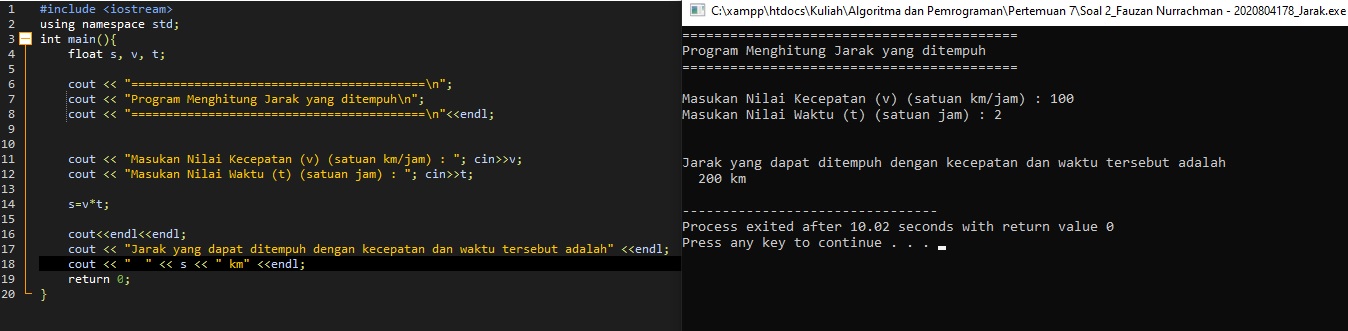 1 #include <iostream>
2 using namespace std;
3 int main(){
4 float s, v, t;
5
6 cout << "==========================================\n";
7 cout << "Program Menghitung Jarak yang ditempuh\n";
8 cout << "==========================================\n"<<endl;
9
10
11 cout << "Masukan Nilai Kecepatan (v) (satuan km/jam) : "; cin>>v;
12 cout << "Masukan Nilai Waktu (t) (satuan jam) : "; cin>>t;
13
14 s=v*t;
15
16 cout<<endl<<endl;
17 cout << "Jarak yang dapat ditempuh dengan kecepatan dan waktu tersebut adalah" <<endl;
18 cout << "  " << s << " km" <<endl;
19 return 0;
20 }
C:\xampp\htdocs\Kuliah\Algoritma dan Pemrograman\Pertemuan 7\Soal 2_Fauzan Nurrachman - 2020804178_Jarak.exe
==========================================
Program Menghitung Jarak yang ditempuh
==========================================
Masukan Nilai Kecepatan (v) (satuan km/jam) : 100
Masukan Nilai Waktu (t) (satuan jam) : 2
Jarak yang dapat ditempuh dengan kecepatan dan waktu tersebut adalah
200 km
--------------------------------
Process exited after 10.02 seconds with return value 0
Press any key to continue . . . _